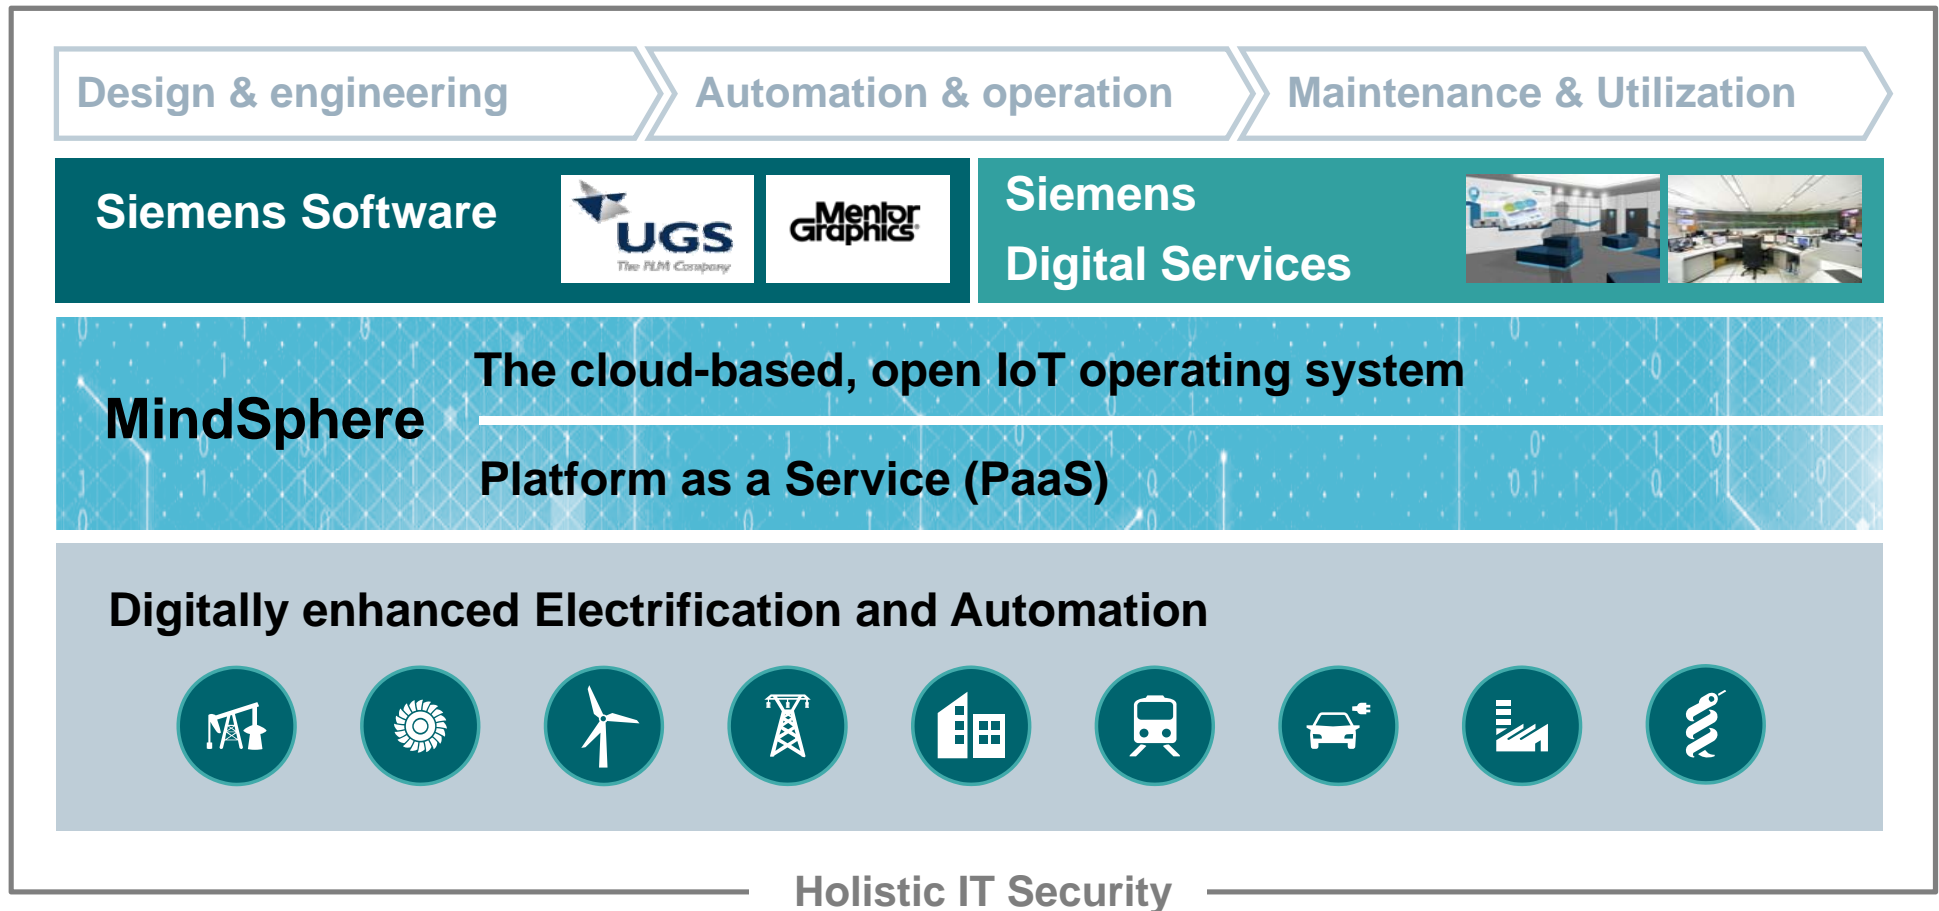 Design & engineering
Automation & operation
Maintenance & Utilization
Siemens Software
UGS
The PLM Company
Mentor
Graphics
Siemens
Digital Services
MindSphere
The cloud-based, open IoT operating system
Platform as a Service (PaaS)
Digitally enhanced Electrification and Automation
Holistic IT Security